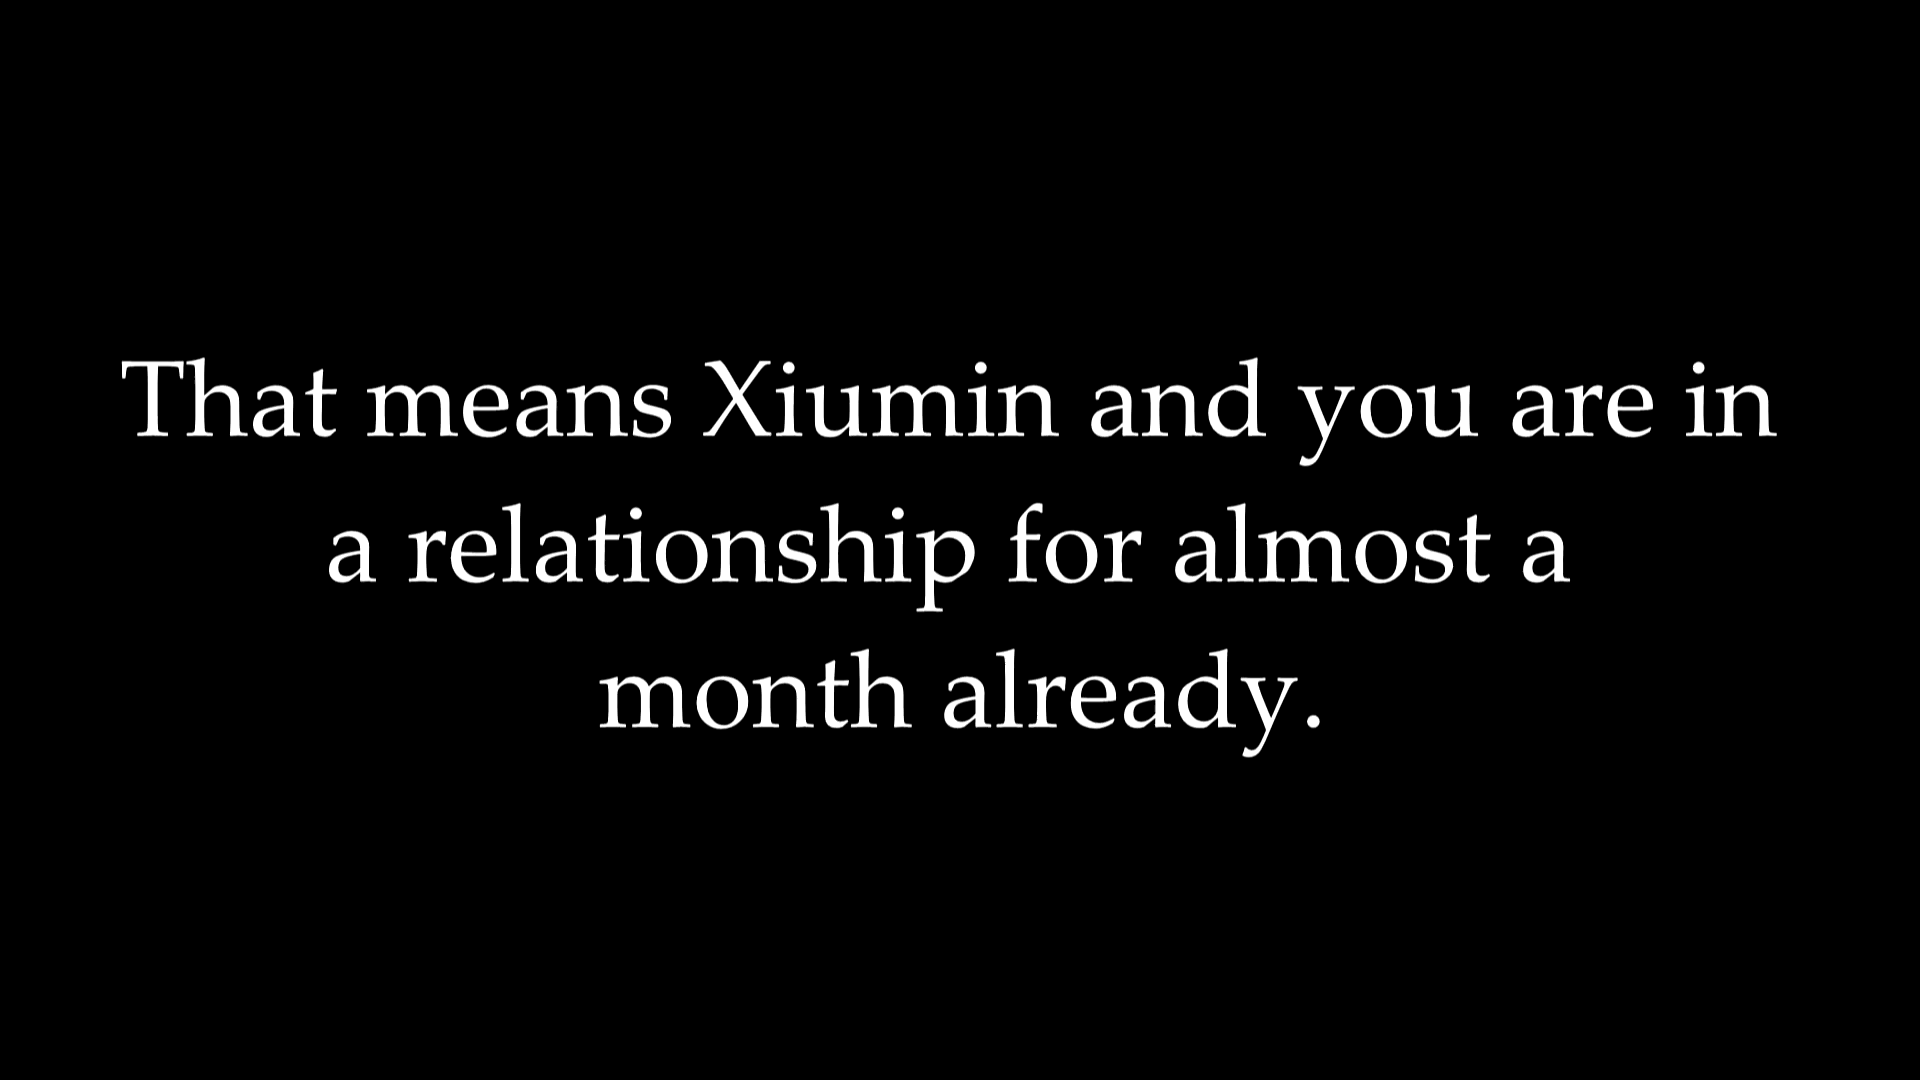 That means Xiumin and you are in
a relationship for almost a
month already.